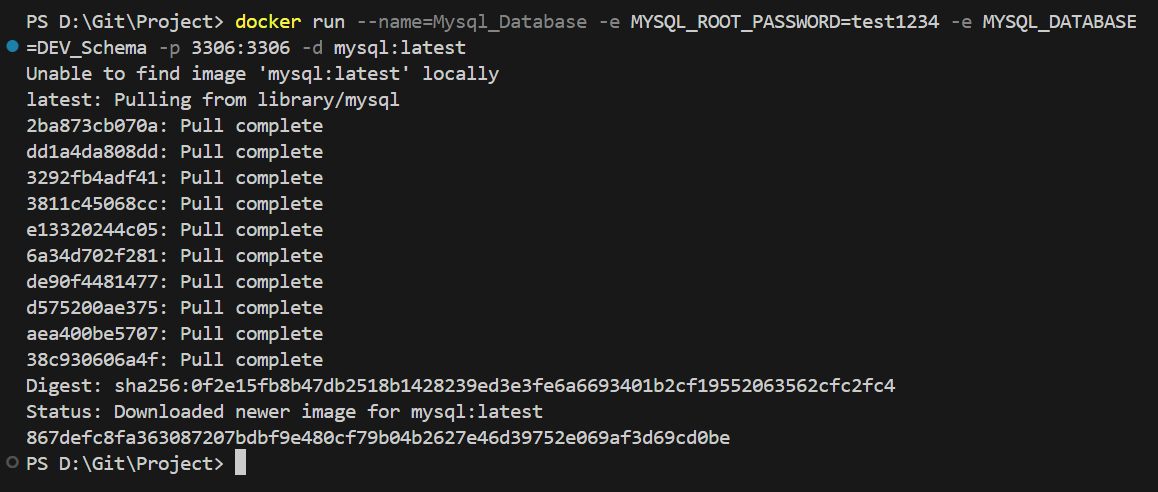 PS D:\Git\Project> docker run --name=Mysql_Database -e MYSQL_ROOT_PASSWORD=test1234 -e MYSQL_DATABASE
=DEV_Schema -p 3306:3306 -d mysql:latest
Unable to find image 'mysql:latest' locally
latest: Pulling from library/mysql
2ba873cb070a: Pull complete
dd1a4da808dd: Pull complete
3292fb4adf41: Pull complete
3811c45068cc: Pull complete
e13320244c05: Pull complete
6a34d702f281: Pull complete
de90f4481477: Pull complete
d575200ae375: Pull complete
aea400be5707: Pull complete
38c930606a4f: Pull complete
Digest: sha256:0f2e15fb8b47db2518b1428239ed3e3fe6a6693401b2cf19552063562cfc2fc4
Status: Downloaded newer image for mysql:latest
867defc8fa363087207bdbf9e480cf79b04b2627e46d39752e069af3d69cd0be
PS D:\Git\Project>